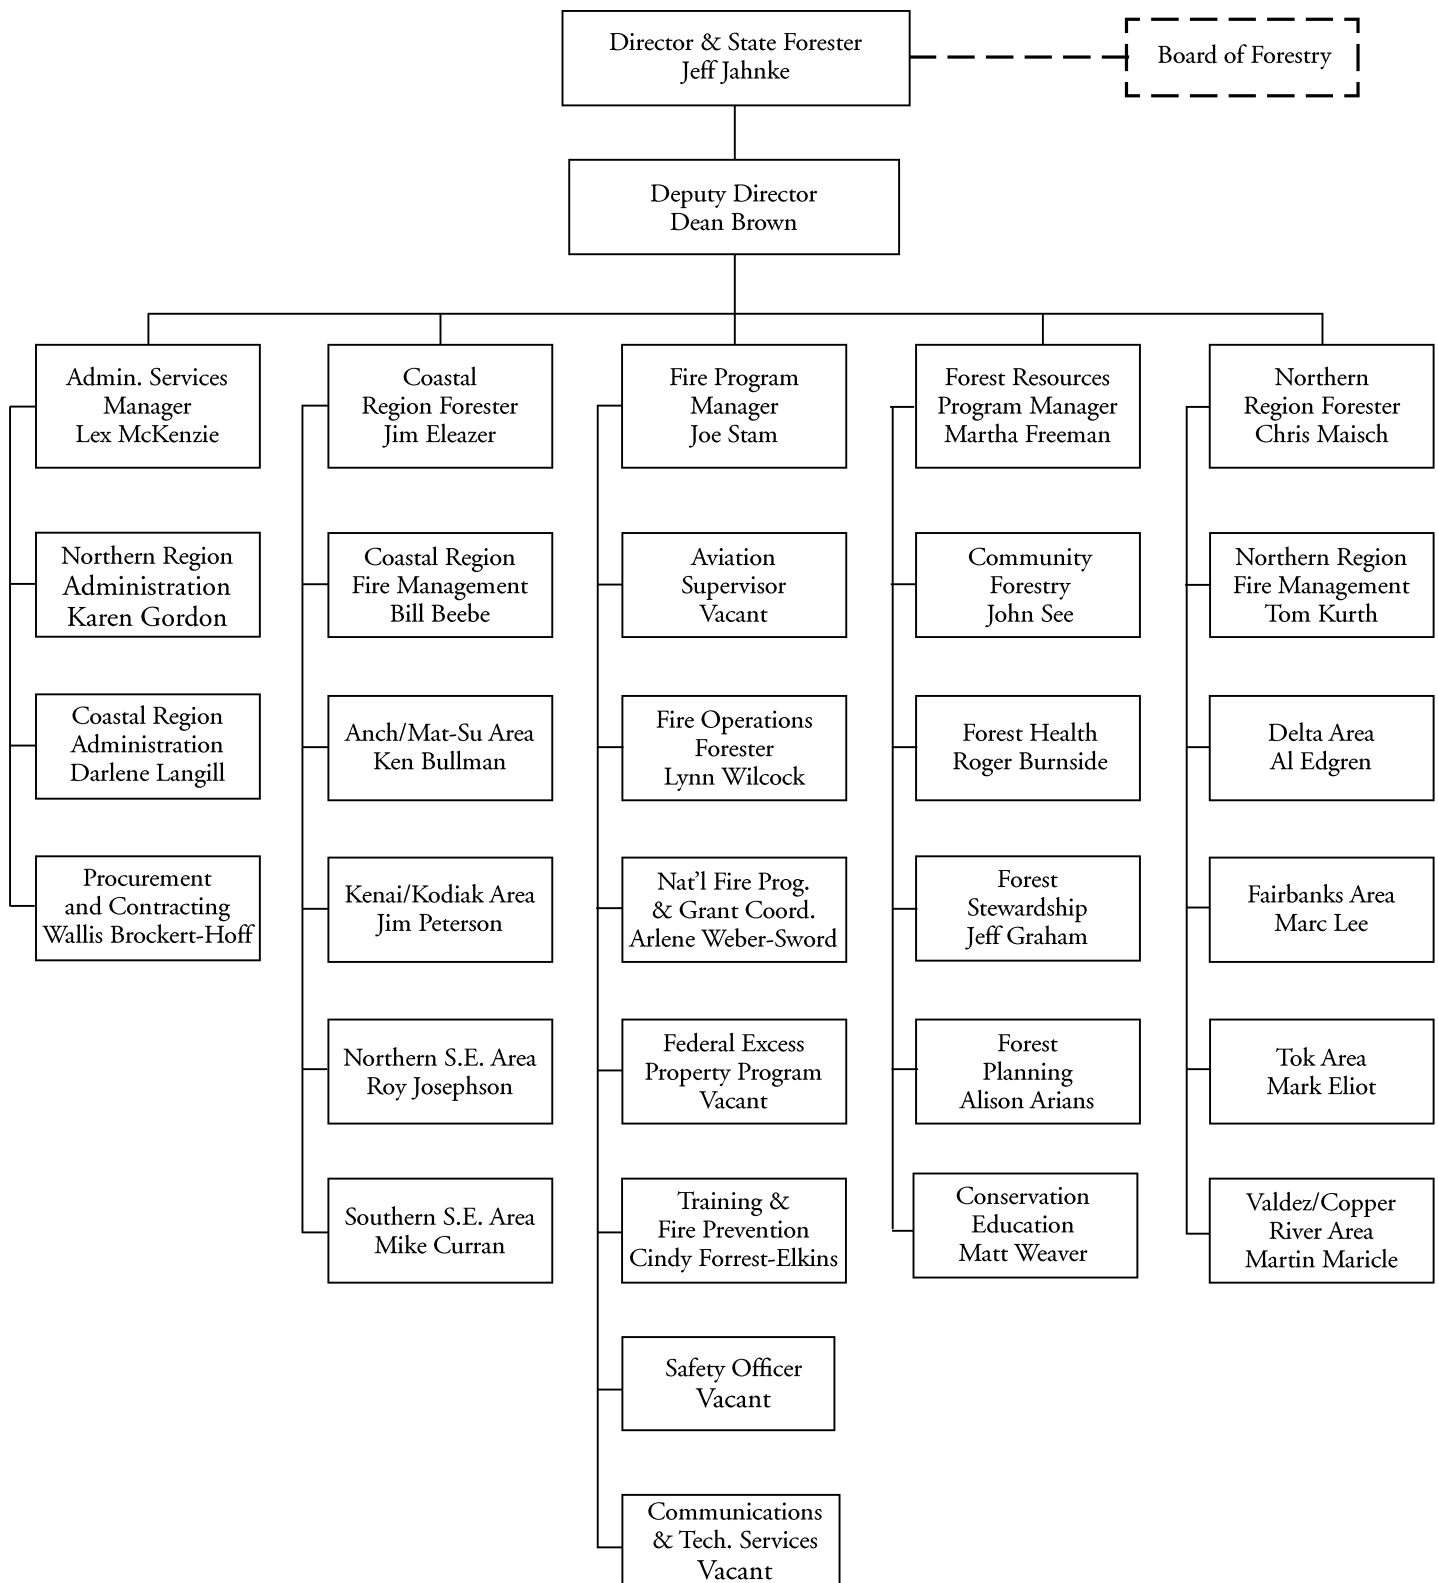 Director & State Forester
Jeff Jahnke
Board of Forestry
Deputy Director
Dean Brown
Admin. Services
Manager
Lex McKenzie
Northern Region
Administration
Karen Gordon
Coastal Region
Administration
Darlene Langill
Procurement
and Contracting
Wallis Brockert-Hoff
Coastal
Region Forester
Jim Eleazer
Coastal Region
Fire Management
Bill Beebe
Anch/Mat-Su Area
Ken Bullman
Kenai/Kodiak Area
Jim Peterson
Northern S.E. Area
Roy Josephson
Southern S.E. Area
Mike Curran
Fire Program
Manager
Joe Stam
Aviation
Supervisor
Vacant
Fire Operations
Forester
Lynn Wilcock
Nat’l Fire Prog.
& Grant Coord.
Arlene Weber-Sword
Federal Excess
Property Program
Vacant
Training &
Fire Prevention
Cindy Forrest-Elkins
Safety Officer
Vacant
Communications
& Tech. Services
Vacant
Forest Resources
Program Manager
Martha Freeman
Community
Forestry
John See
Forest Health
Roger Burnside
Forest
Stewardship
Jeff Graham
Forest
Planning
Alison Arians
Conservation
Education
Matt Weaver
Northern
Region Forester
Chris Maisch
Northern Region
Fire Management
Tom Kurth
Delta Area
Al Edgren
Fairbanks Area
Marc Lee
Tok Area
Mark Eliot
Valdez/Copper
River Area
Martin Maricle